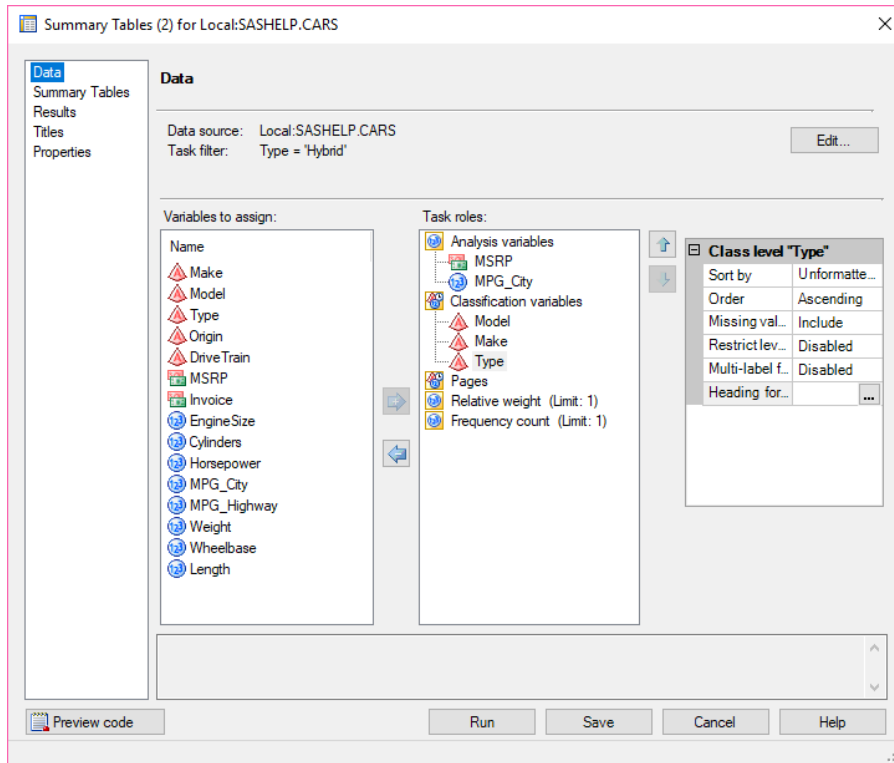 Summary Tables (2) for Local:SASHELP.CARS
Data
Summary Tables
Results
Titles
Properties
Data
Data source: Local:SASHELP.CARS
Task filter: Type = 'Hybrid'
Edit...
Variables to assign:
Name
Make
Model
Type
Origin
DriveTrain
MSRP
Invoice
EngineSize
Cylinders
Horsepower
MPG_City
MPG_Highway
Weight
Wheelbase
Length
Task roles:
Analysis variables
MSRP
MPG_City
Classification variables
Model
Make
Type
Pages
Relative weight (Limit: 1)
Frequency count (Limit: 1)
Class level "Type"
Sort by Unformatte...
Order Ascending
Missing val... Include
Restrict lev... Disabled
Multi-label f... Disabled
Heading for... ...
Preview code
Run
Save
Cancel
Help